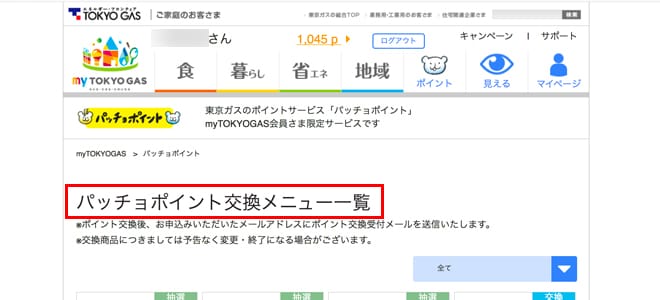 エネルギー・フロンティア
TOKYO GAS
ご家庭のお客さま
東京ガスの総合TOP
業務用・工業用のお客さま
住宅関連企業さま
検索
さん
1,045 p
ログアウト
キャンペーン | サポート
my TOKYO GAS
食
暮らし
省エネ
地域
ポイント
見える
マイページ
パッチョポイント
東京ガスのポイントサービス「パッチョポイント」
myTOKYOGAS会員さま限定サービスです
myTOKYOGAS > パッチョポイント
パッチョポイント交換メニュー一覧
※ポイント交換後、お申込みいただいたメールアドレスにポイント交換受付メールを送信いたします。
※交換商品につきましては予告なく変更・終了になる場合がございます。
全て
抽選
抽選
抽選
交換